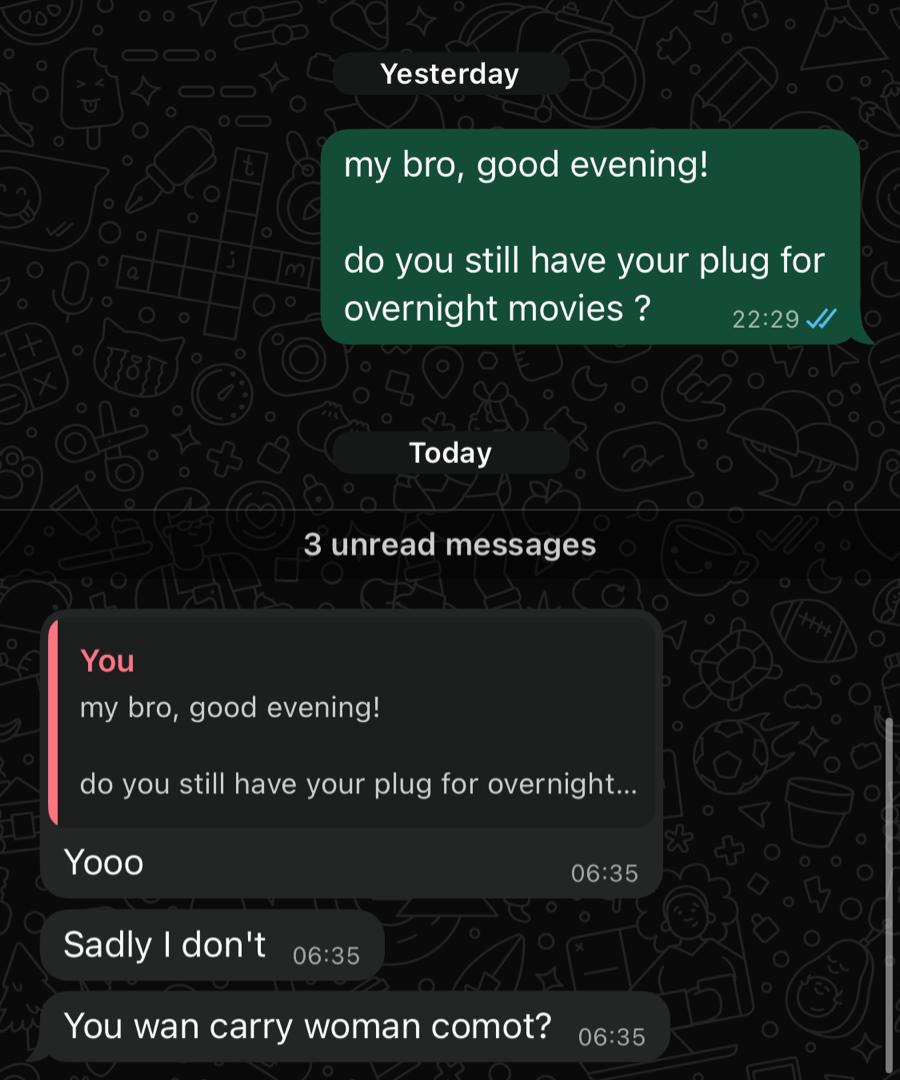 Yesterday
my bro, good evening!
do you still have your plug for
overnight movies ?
22:29
Today
3 unread messages
You
my bro, good evening!
do you still have your plug for overnight...
Yooo
06:35
Sadly I don't
06:35
You wan carry woman comot?
06:35